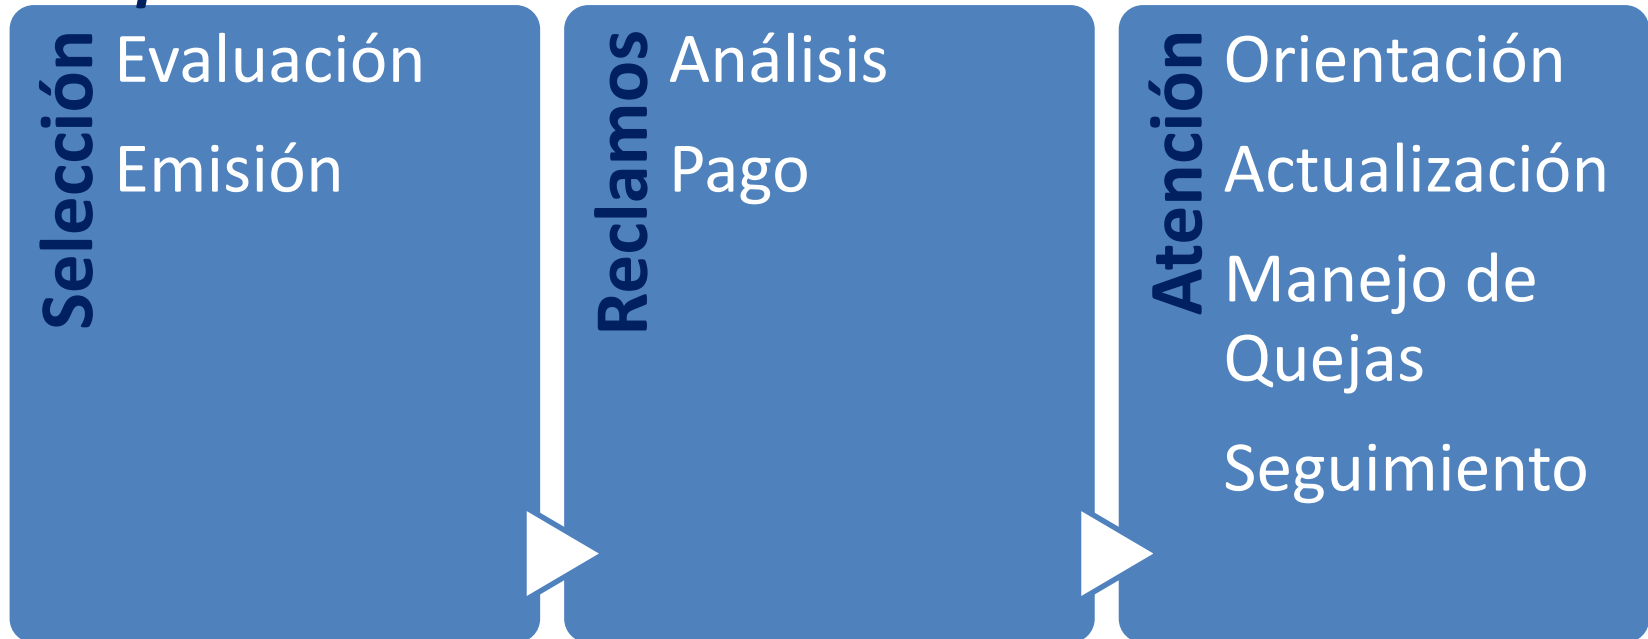 Selección
Evaluación
Emisión
Reclamos
Análisis
Pago
Atención
Orientación
Actualización
Manejo de
Quejas
Seguimiento